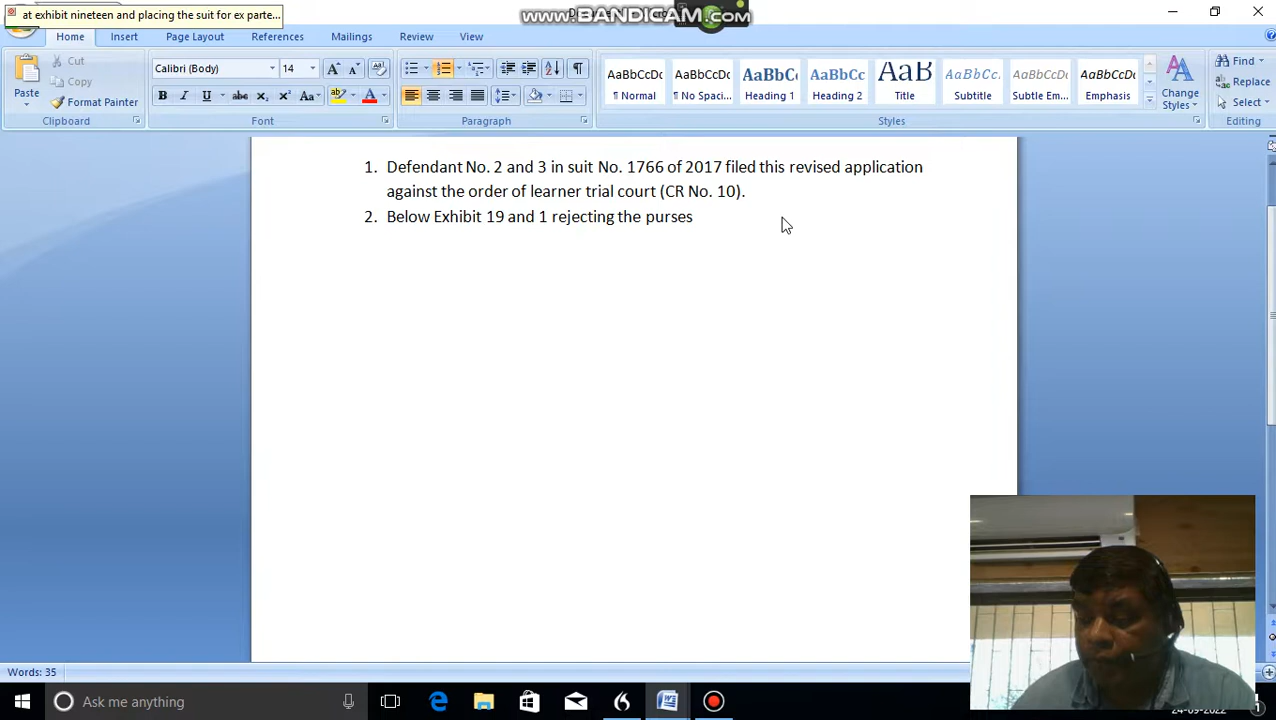 at exhibit nineteen and placing the suit for ex parte...
www.BANDICAM.com
Home Insert Page Layout References Mailings Review View
Cut
Copy
Paste
Format Painter
Clipboard
Calibri (Body) 14
Font
Paragraph
AaBbCcDc AaBbCcDc AaBbC AaBbCc AaB AaBbCc. AaBbCcDc AaBbCcDc
¶ Normal ¶ No Spaci... Heading 1 Heading 2 Title Subtitle Subtle Em... Emphasis
Styles
Change
Styles
Find
Replace
Select
Editing
1. Defendant No. 2 and 3 in suit No. 1766 of 2017 filed this revised application
against the order of learner trial court (CR No. 10).
2. Below Exhibit 19 and 1 rejecting the purses
Words: 35
Ask me anything
24-09-2022